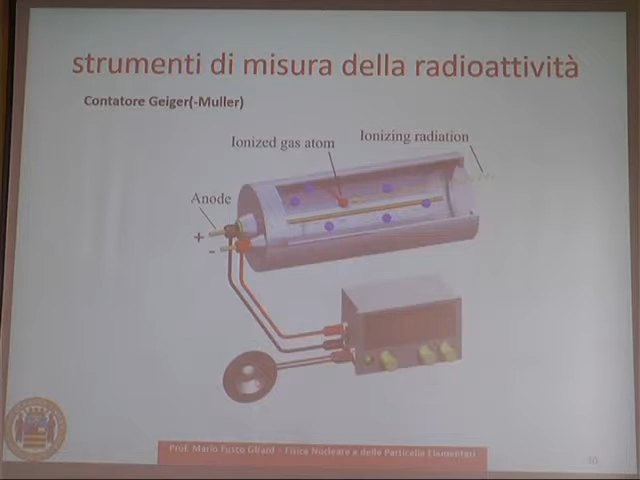 strumenti di misura della radioattività
Contatore Geiger(-Muller)
Ionized gas atom
Ionizing radiation
Anode
+
-
Prof. Mario Fusco Girard - Fisica Nucleare e delle Particelle Elementari